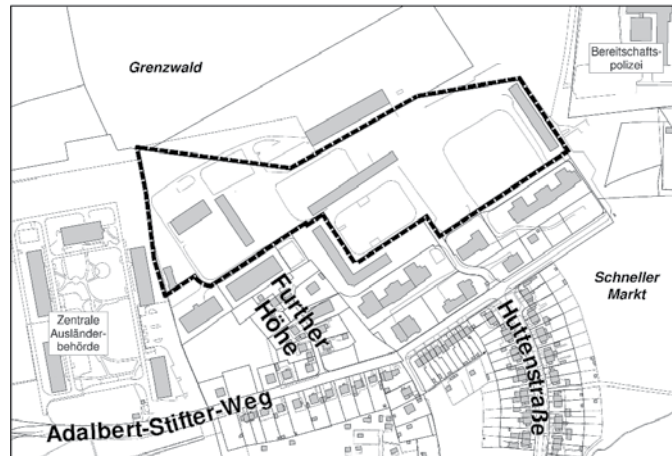 Grenzwald
Bereitschafts-
polizei
Schneller
Markt
Zentrale
Ausländer-
behörde
Further
Höhe
Huttenstraße
Adalbert-Stifter-Weg